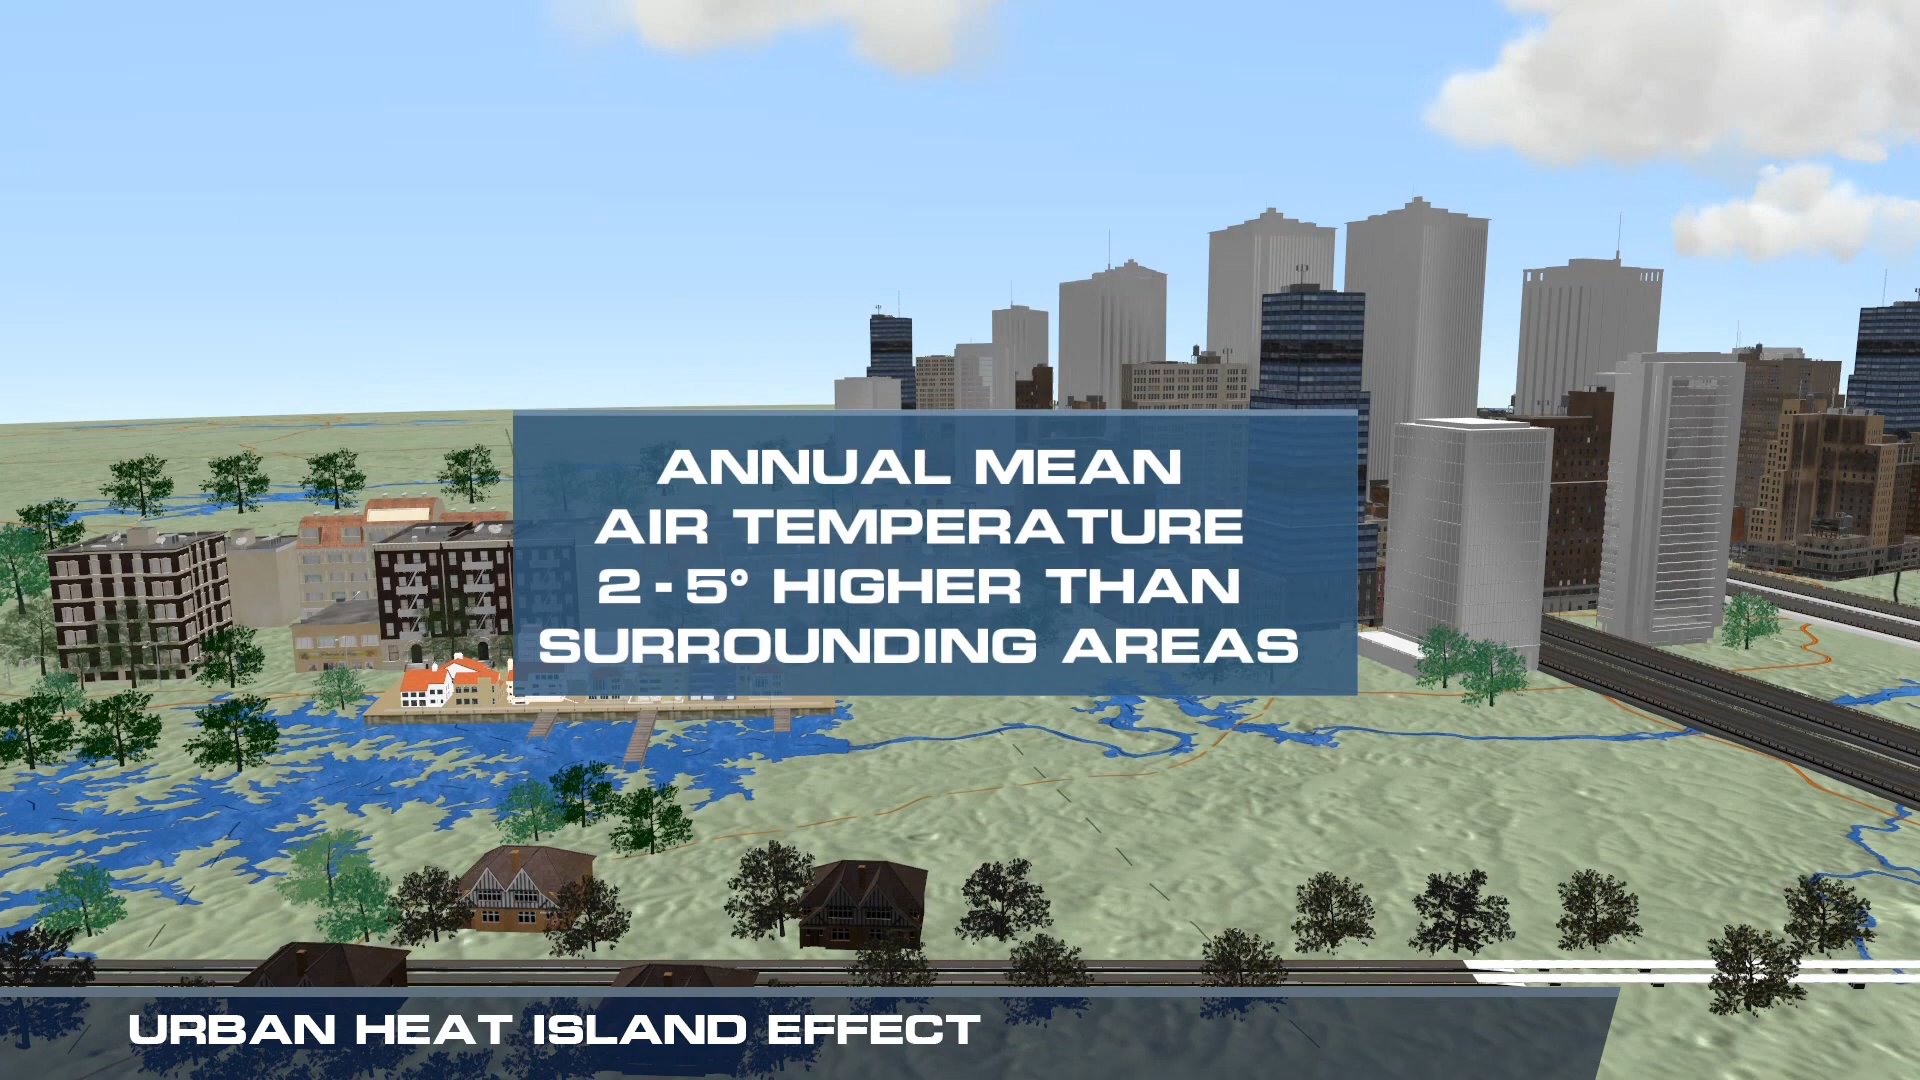 ANNUAL MEAN
AIR TEMPERATURE
2 - 5° HIGHER THAN
SURROUNDING AREAS
URBAN HEAT ISLAND EFFECT